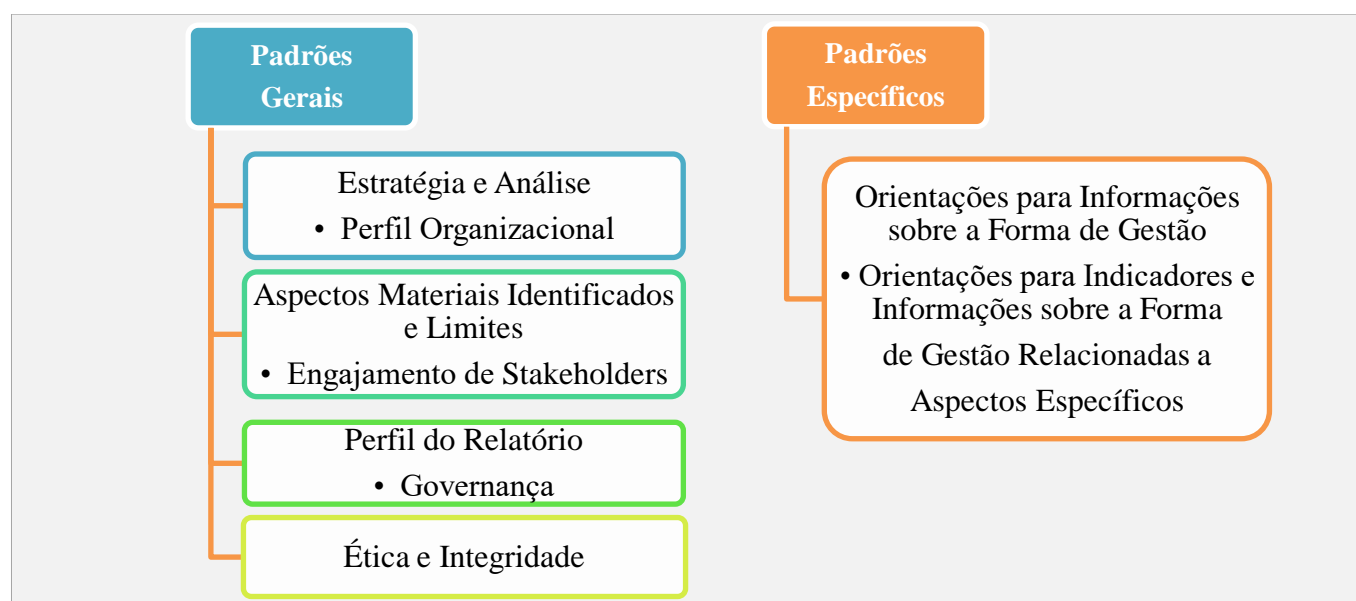 Padrões
Gerais
Estratégia e Análise
• Perfil Organizacional
Aspectos Materiais Identificados
e Limites
• Engajamento de Stakeholders
Perfil do Relatório
• Governança
Ética e Integridade
Padrões
Específicos
Orientações para Informações
sobre a Forma de Gestão
• Orientações para Indicadores e
Informações sobre a Forma
de Gestão Relacionadas a
Aspectos Específicos